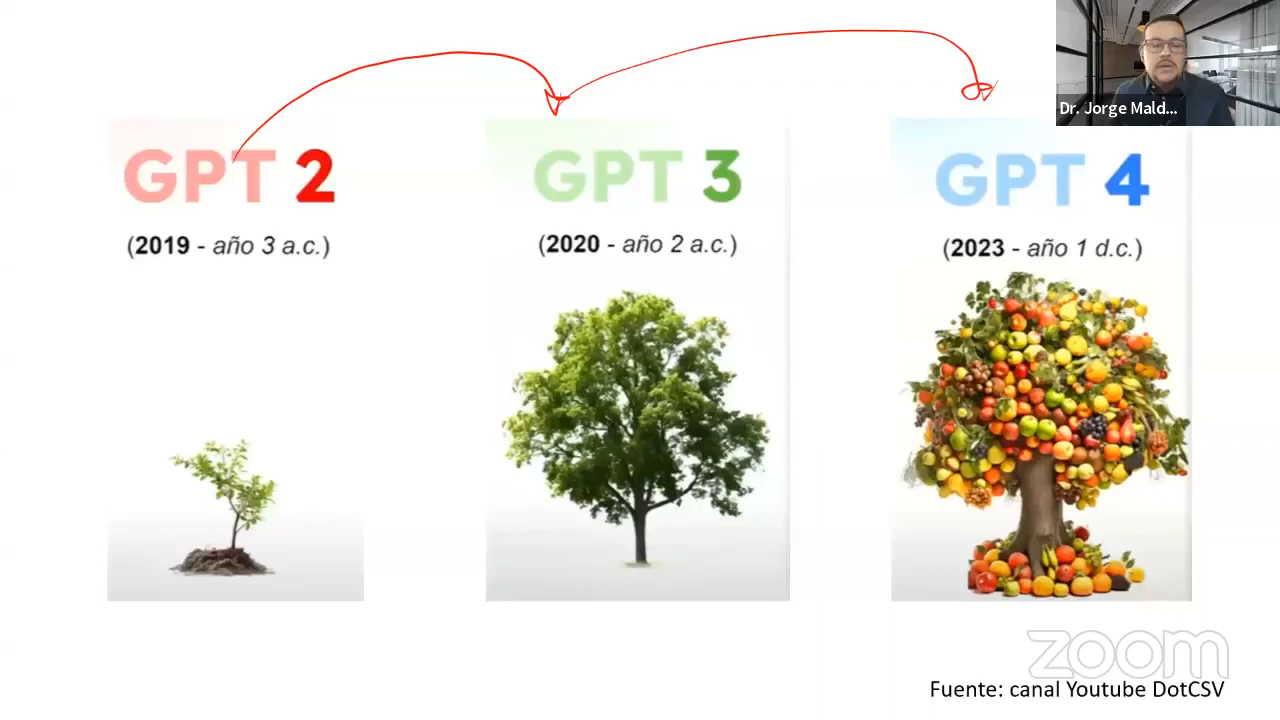 Dr. Jorge Mald...
GPT 2
(2019 - año 3 a.c.)
GPT 3
(2020 - año 2 a.c.)
GPT 4
(2023 - año 1 d.c.)
zoom
Fuente: canal Youtube DotCSV